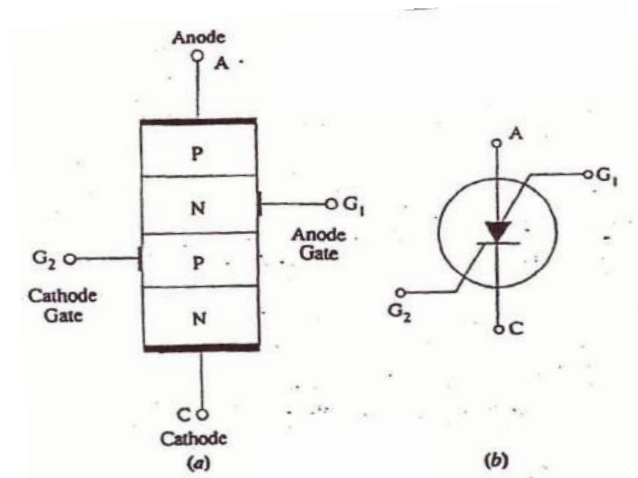 Anode
A
P
N
G₁
Anode
Gate
G₂
P
Cathode
Gate
N
C
Cathode
(a)
A
G₁
G₂
C
(b)